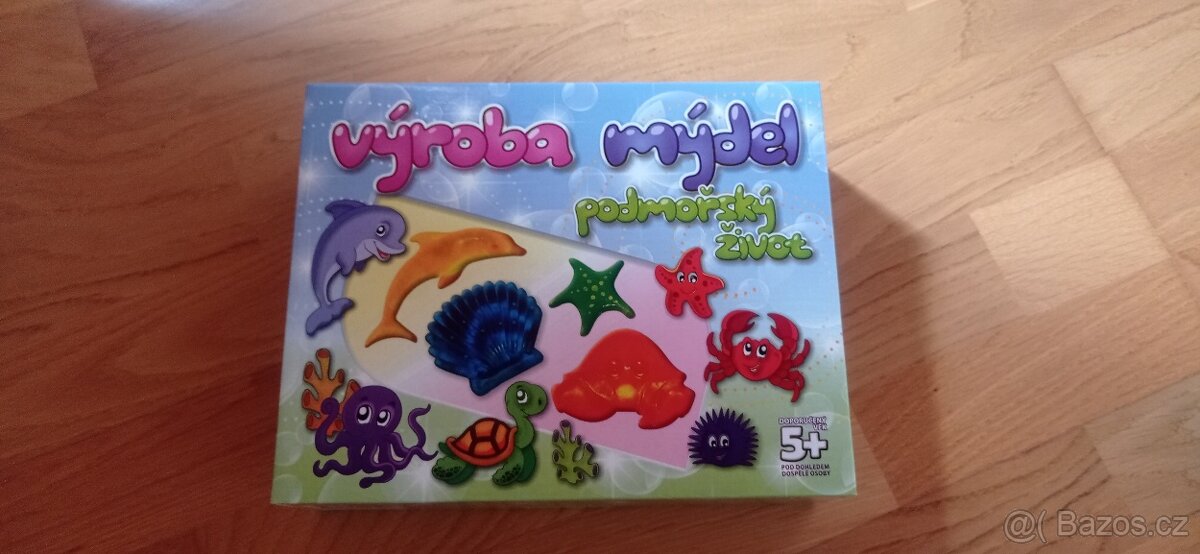 výroba mýdel
podmořský
život
DOPORUČENÝ
VĚK
5+
POD DOHLEDEM
DOSPĚLÉ OSOBY
@( Bazos.cz